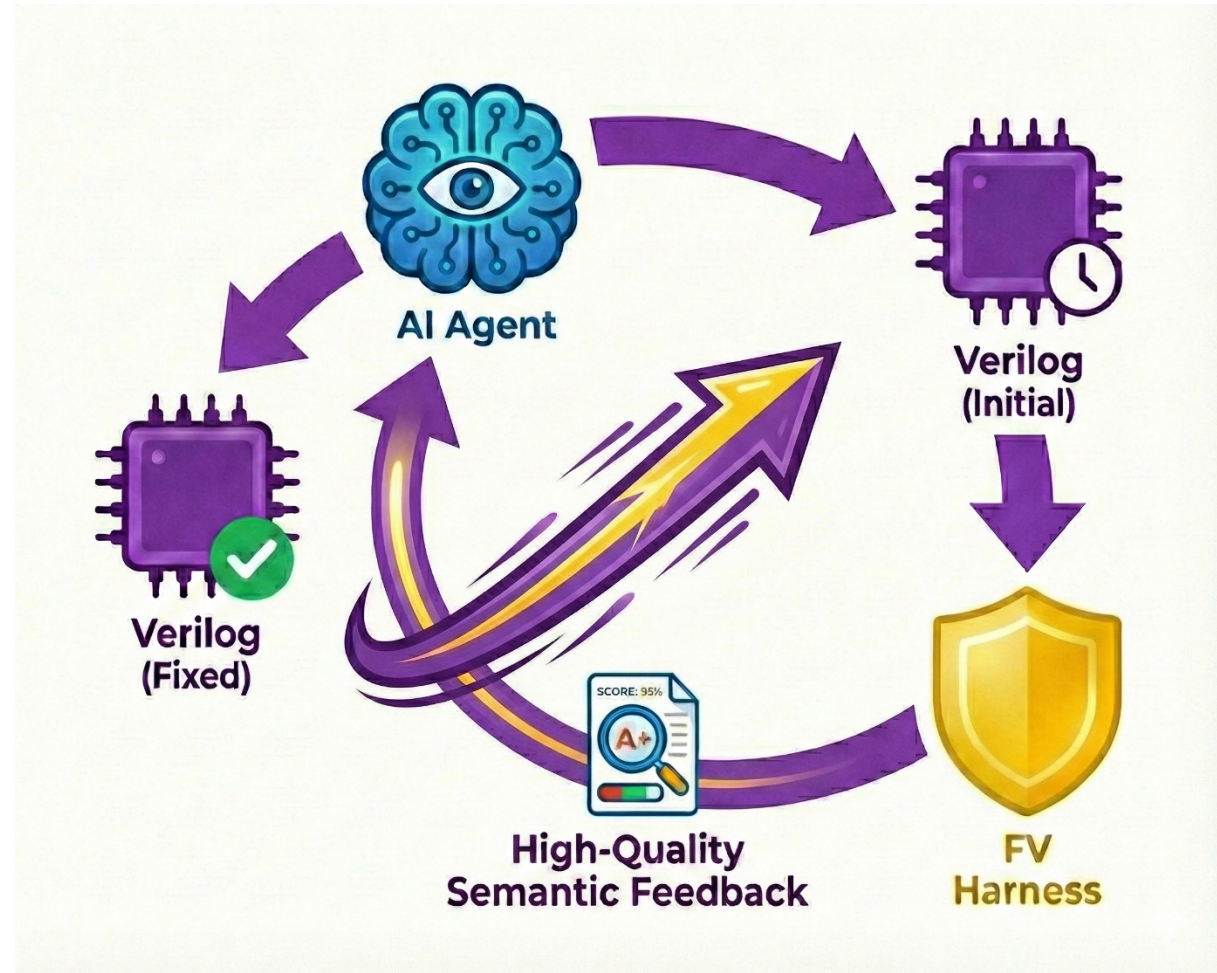 AI Agent
Verilog
(Initial)
Verilog
(Fixed)
SCORE: 95%
A+
High-Quality
Semantic Feedback
FV
Harness